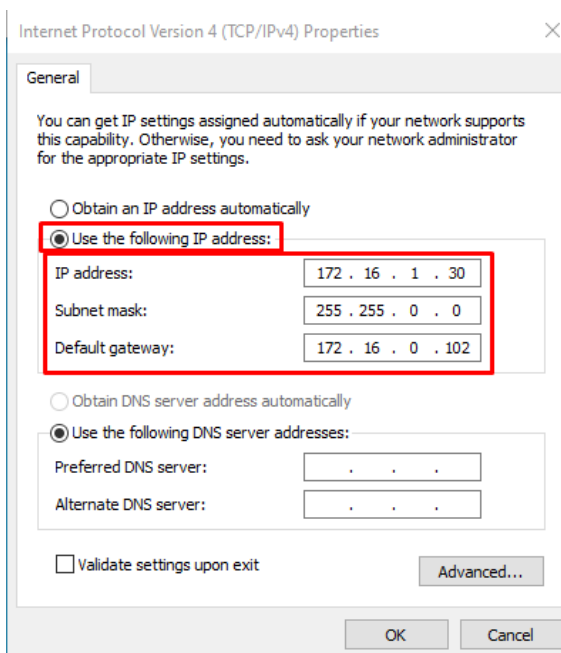 Internet Protocol Version 4 (TCP/IPv4) Properties
General
You can get IP settings assigned automatically if your network supports
this capability. Otherwise, you need to ask your network administrator
for the appropriate IP settings.
Obtain an IP address automatically
Use the following IP address:
IP address: 172 . 16 . 1 . 30
Subnet mask: 255 . 255 . 0 . 0
Default gateway: 172 . 16 . 0 . 102
Obtain DNS server address automatically
Use the following DNS server addresses:
Preferred DNS server: . . .
Alternate DNS server: . . .
Validate settings upon exit
Advanced...
OK Cancel